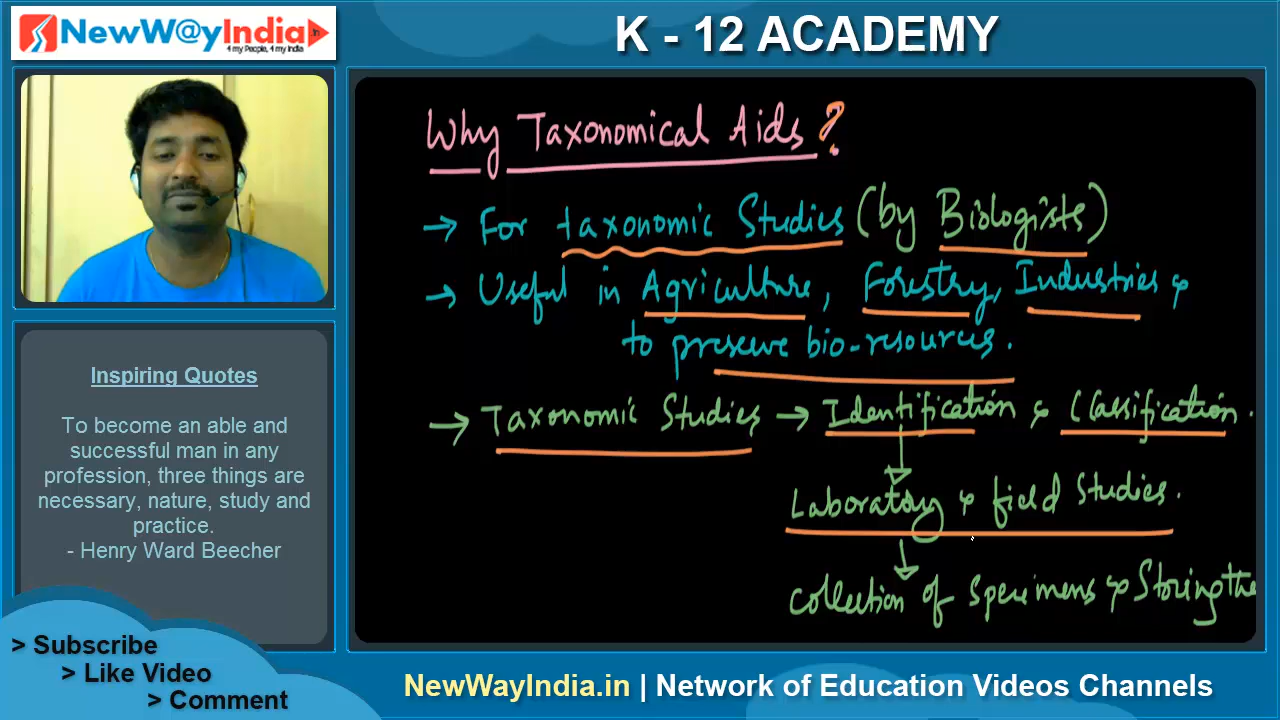 NewW@yIndia.in
4 my People, 4 my India
K - 12 ACADEMY
Why Taxonomical Aids?
→ For taxonomic Studies (by Biologists)
→ Useful in Agriculture, Forestry, Industries &
to preserve bio-resources.
→ Taxonomic Studies → Identification & Classification.
Laboratory & field Studies.
Collection of Specimens & Storing the
Inspiring Quotes
To become an able and
successful man in any
profession, three things are
necessary, nature, study and
practice.
- Henry Ward Beecher
> Subscribe
> Like Video
> Comment
NewWayIndia.in | Network of Education Videos Channels